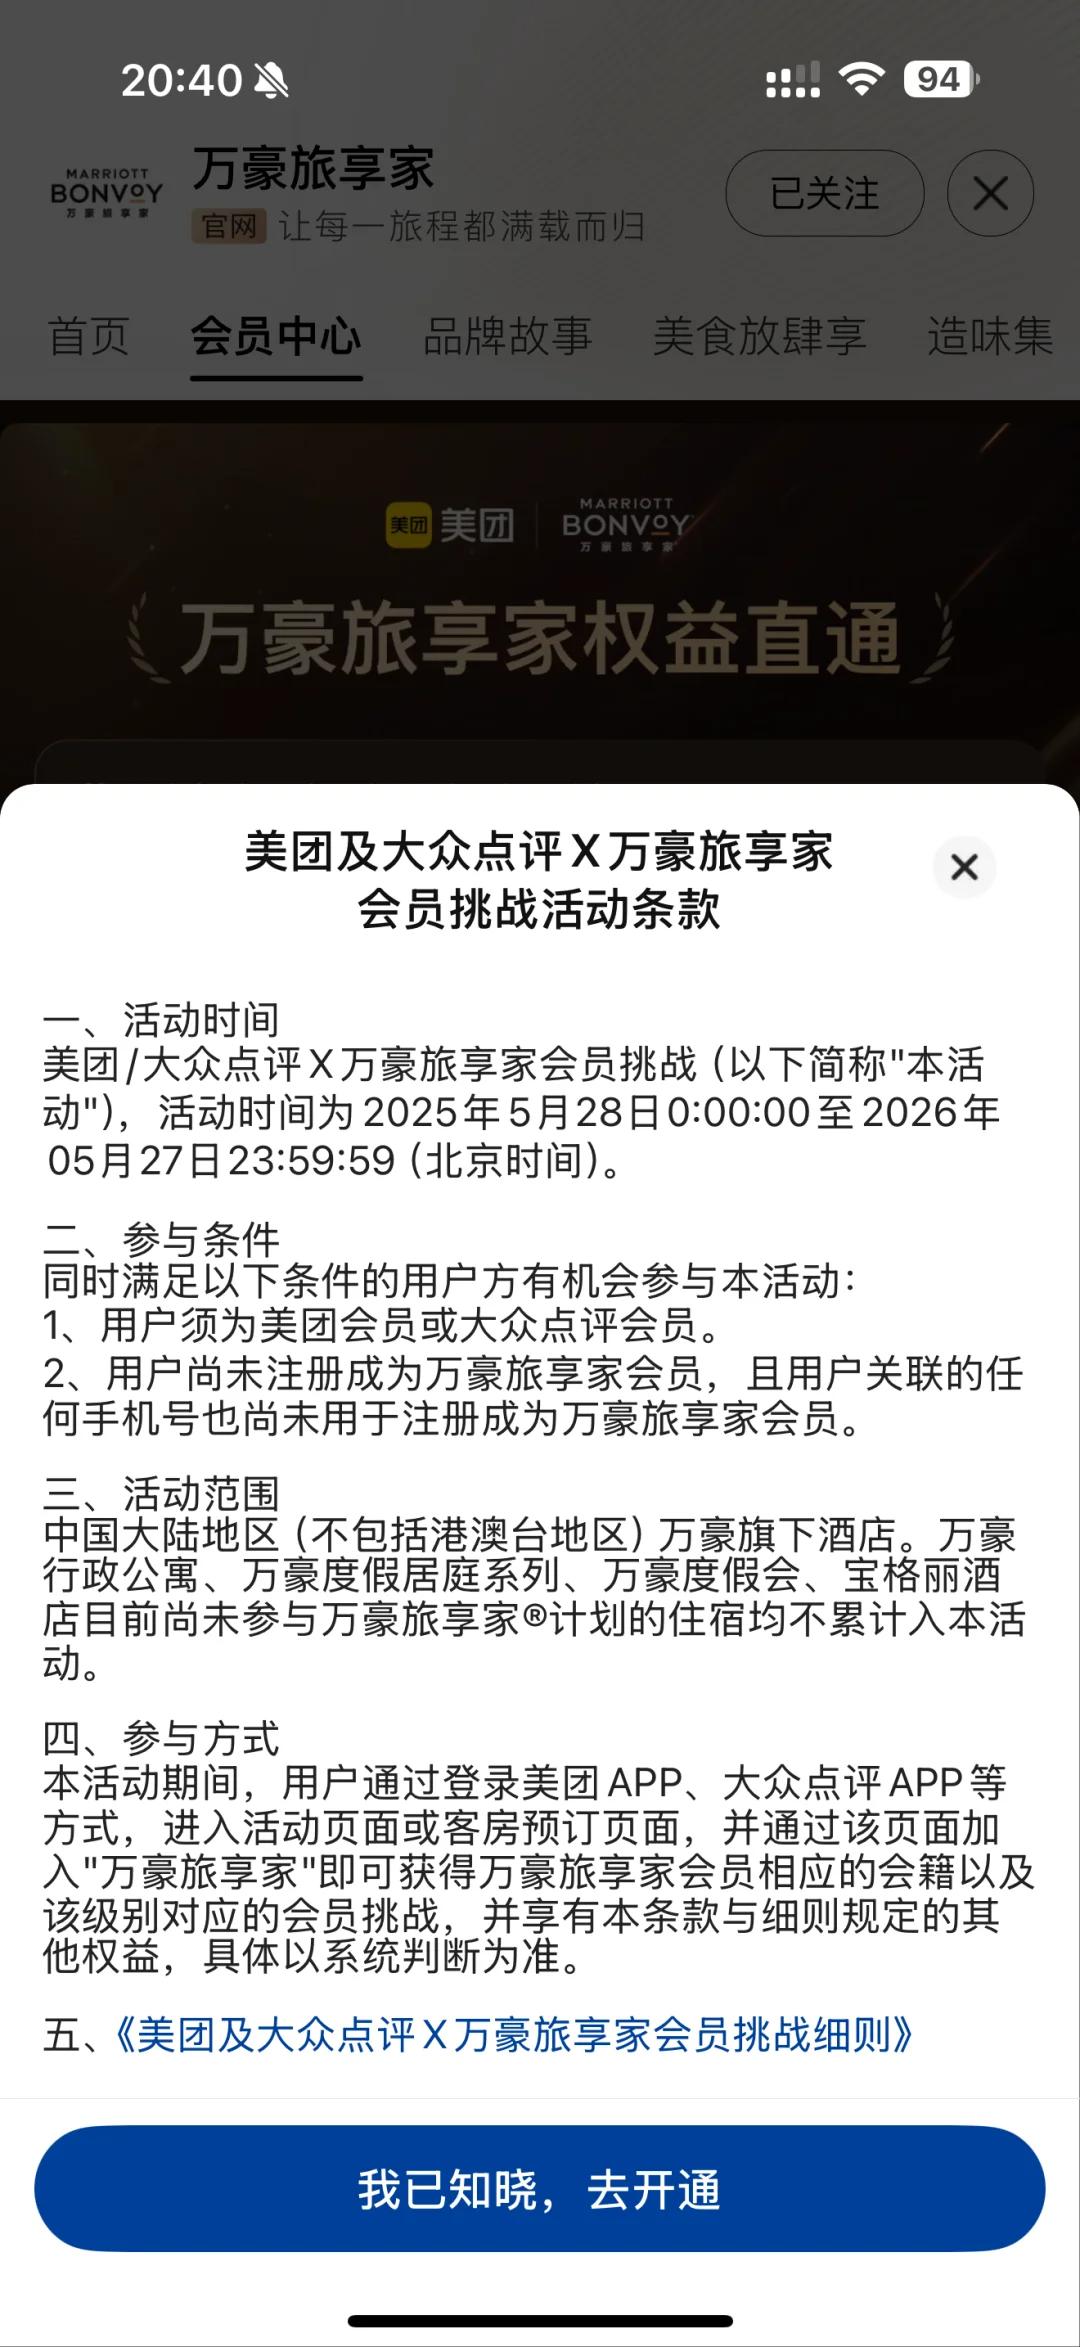 20:40
94
MARRIOTT
BONVOY
万豪旅享家
万豪旅享家
官网 让每一旅程都满载而归
已关注
首页 会员中心 品牌故事 美食放肆享 造味集
美团 美团
MARRIOTT
BONVOY
万豪旅享家
万豪旅享家权益直通
美团及大众点评X万豪旅享家
会员挑战活动条款
一、活动时间
美团/大众点评X万豪旅享家会员挑战（以下简称"本活
动"），活动时间为2025年5月28日0:00:00至2026年
05月27日23:59:59（北京时间）。
二、参与条件
同时满足以下条件的用户方有机会参与本活动：
1、用户须为美团会员或大众点评会员。
2、用户尚未注册成为万豪旅享家会员，且用户关联的任
何手机号也尚未用于注册成为万豪旅享家会员。
三、活动范围
中国大陆地区（不包括港澳台地区）万豪旗下酒店。万豪
行政公寓、万豪度假居庭系列、万豪度假会、宝格丽酒
店目前尚未参与万豪旅享家®计划的住宿均不累计入本活
动。
四、参与方式
本活动期间，用户通过登录美团APP、大众点评APP等
方式，进入活动页面或客房预订页面，并通过该页面加
入"万豪旅享家"即可获得万豪旅享家会员相应的会籍以及
该级别对应的会员挑战，并享有本条款与细则规定的其
他权益，具体以系统判断为准。
五、《美团及大众点评X万豪旅享家会员挑战细则》
我已知晓，去开通